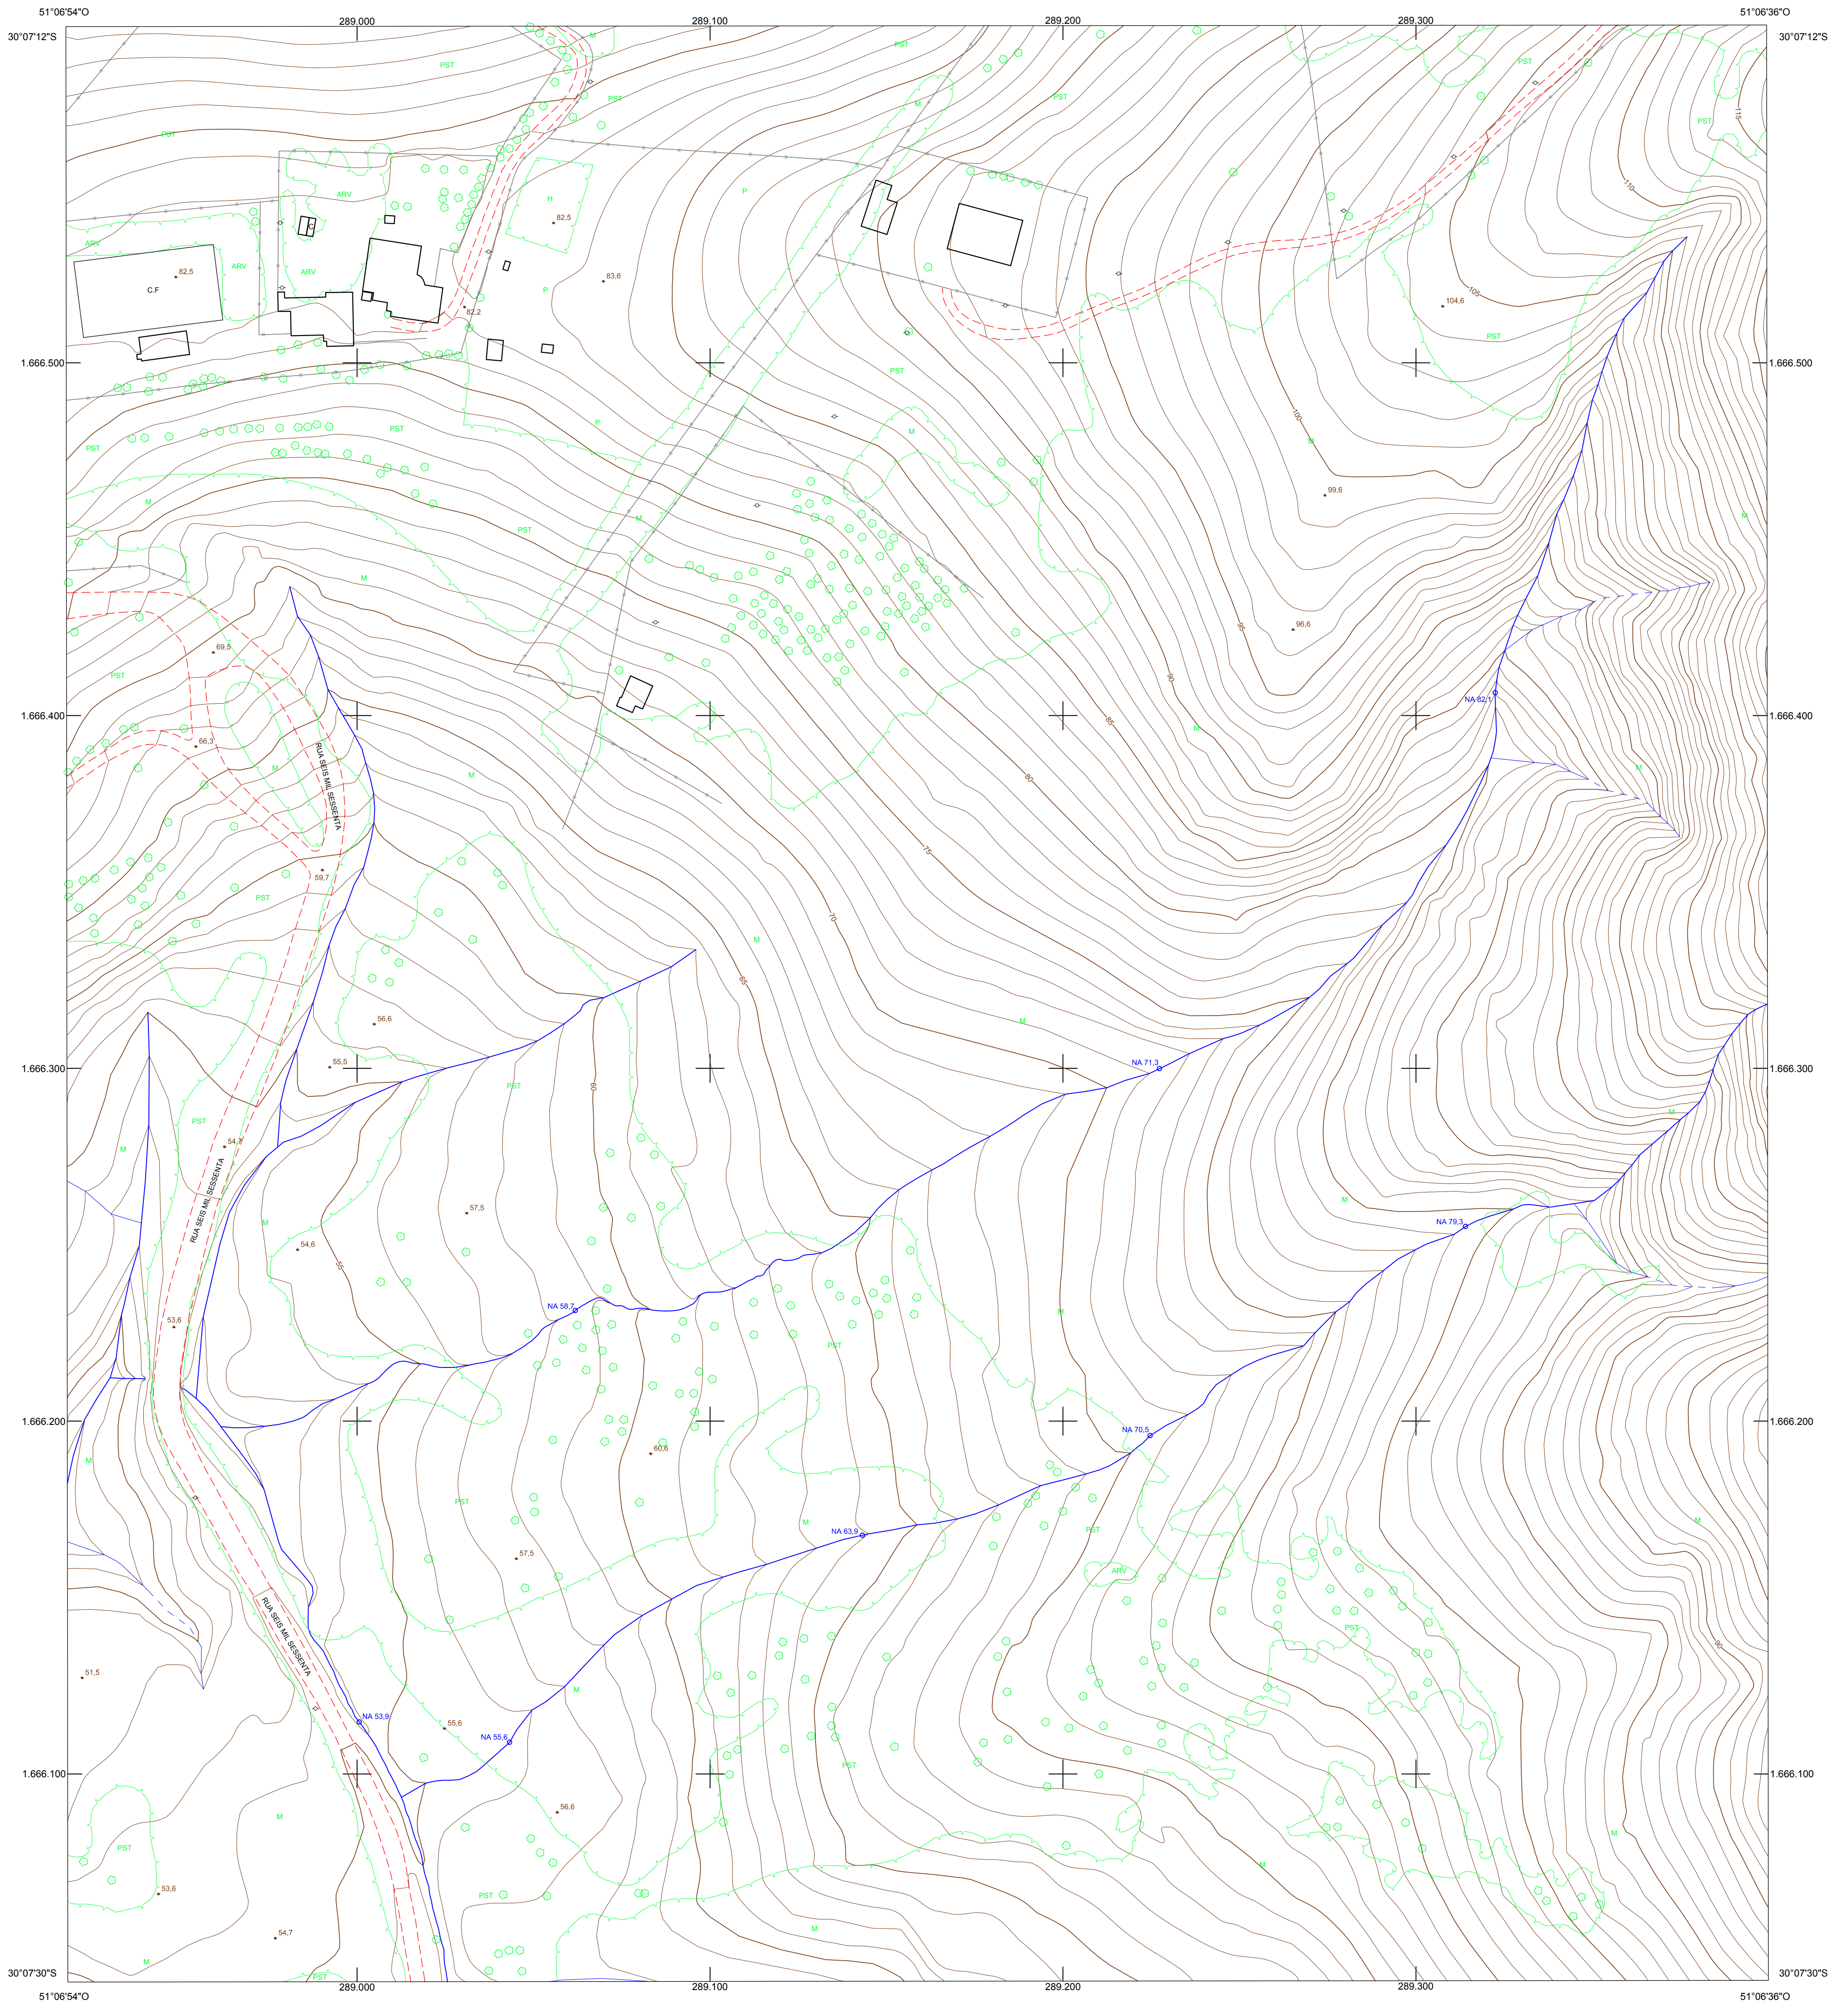 51°06'54"O
51°06'36"O
30°07'12"S
289.000
289.100
289.200
289.300
30°07'12"S
M
PST
PST
PST
PST
PST
PST
M
PST
115
PST
110
ARV
P
H
82,5
ARV
ARV
ARV
82,5
C.F
C
P
83,6
82,2
105
104,6
PST
1.666.500
1.666.500
PST
100
P
PST
M
M
PST
99,6
M
M
PST
M
M
95
96,6
69,5
PST
90
NA 82,1
1.666.400
85
1.666.400
M
66,3
M
M
80
M
RUA SEIS MIL SESSENTA
75
59,7
PST
70
M
65
56,6
M
55,5
NA 71,3
1.666.300
1.666.300
PST
60
PST
M
54,7
M
RUA SEIS MIL SESSENTA
57,5
M
M
NA 79,3
54,6
55
NA 58,7
M
53,6
PST
1.666.200
1.666.200
NA 70,5
M
60,6
PST
M
NA 63,9
PST
M
57,5
ARV
RUA SEIS MIL SESSENTA
PST
90
51,5
M
NA 53,9
55,6
NA 55,6
PST
1.666.100
1.666.100
M
56,6
M
PST
M
53,6
PST
M
54,7
M
PST
30°07'30"S
289.000
289.100
289.200
289.300
30°07'30"S
51°06'54"O
51°06'36"O